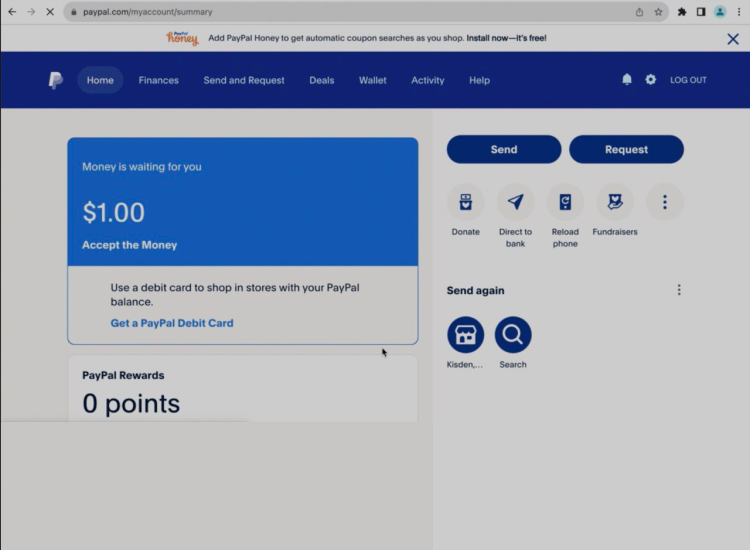 paypal.com/myaccount/summary
PayPal
honey
Add PayPal Honey to get automatic coupon searches as you shop. Install now—it's free!
Home
Finances
Send and Request
Deals
Wallet
Activity
Help
LOG OUT
Money is waiting for you
$1.00
Accept the Money
Use a debit card to shop in stores with your PayPal
balance.
Get a PayPal Debit Card
PayPal Rewards
0 points
Send
Request
Donate
Direct to
bank
Reload
phone
Fundraisers
Send again
Kisden,...
Search